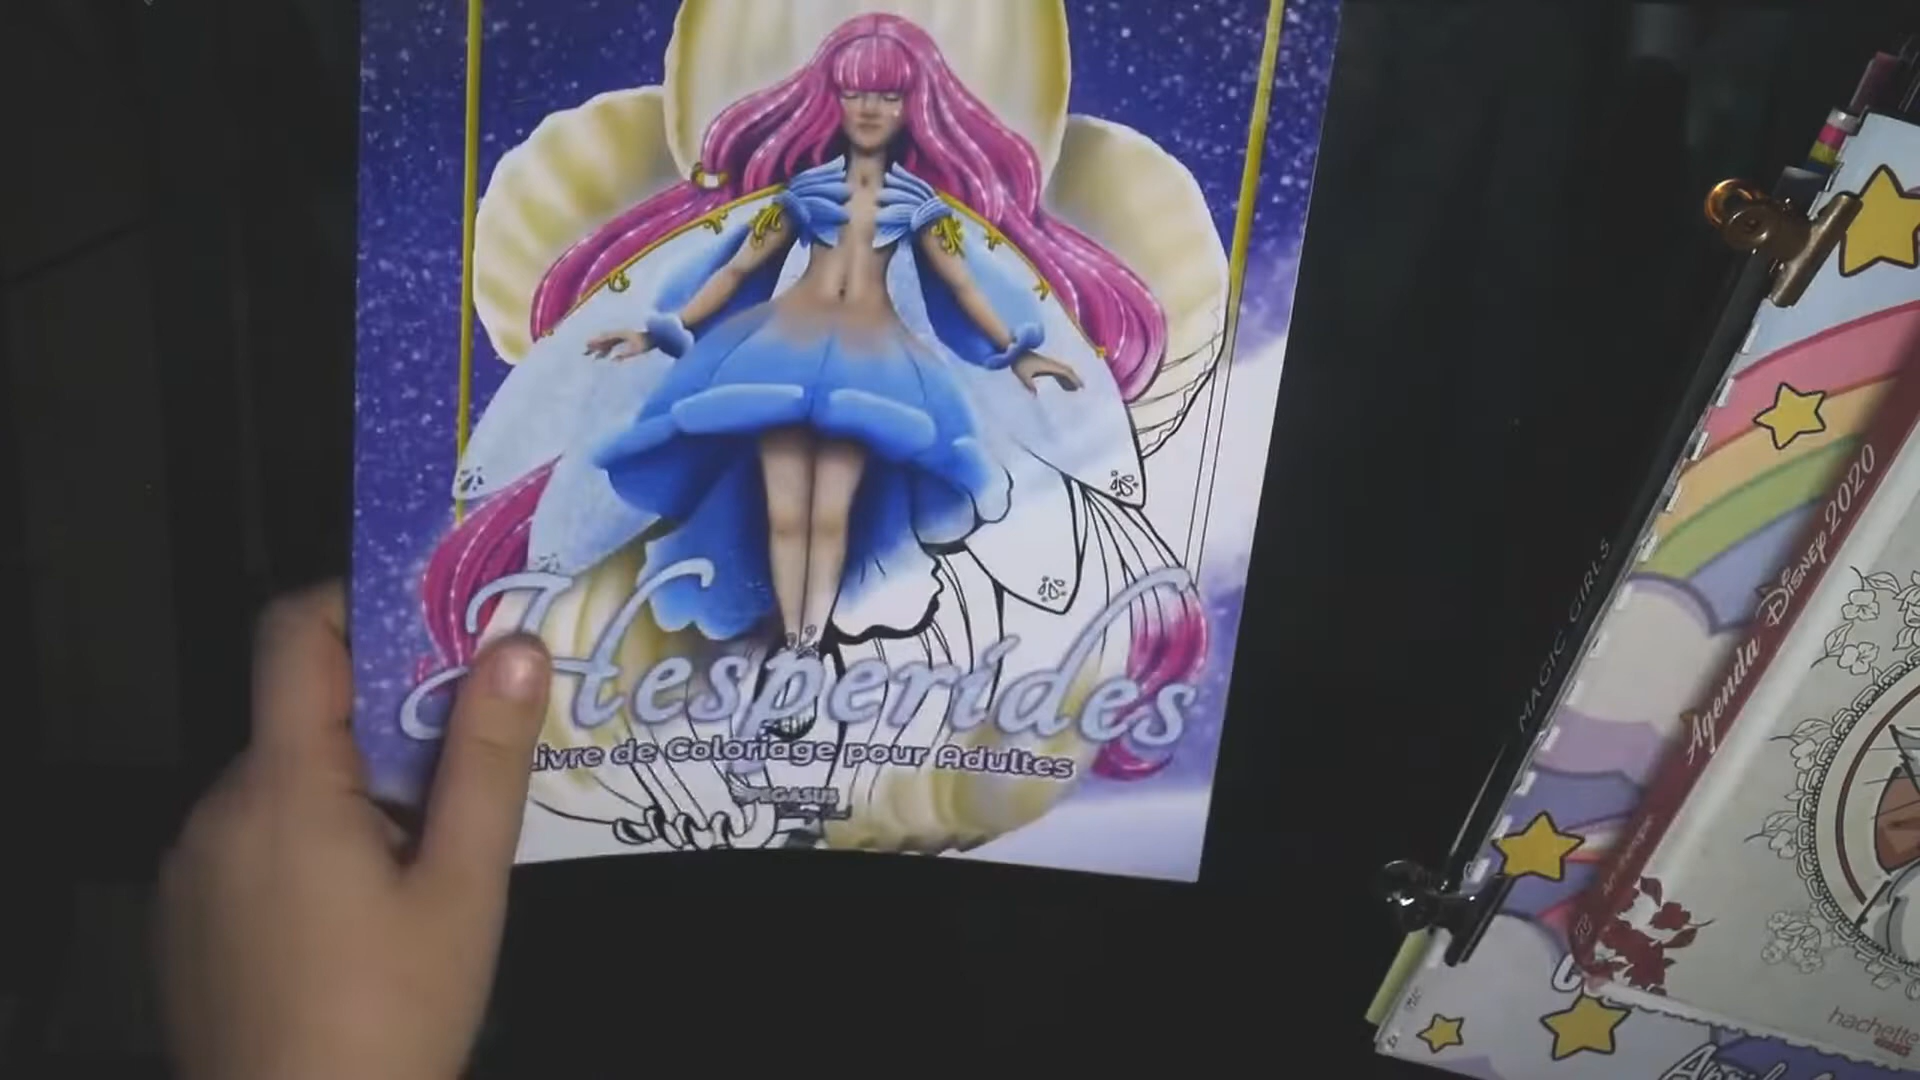 Hesperides
Livre de Coloriage pour Adultes
PEGASUS
MAGIC GIRLS
Agenda DISNEY 2020
hachette